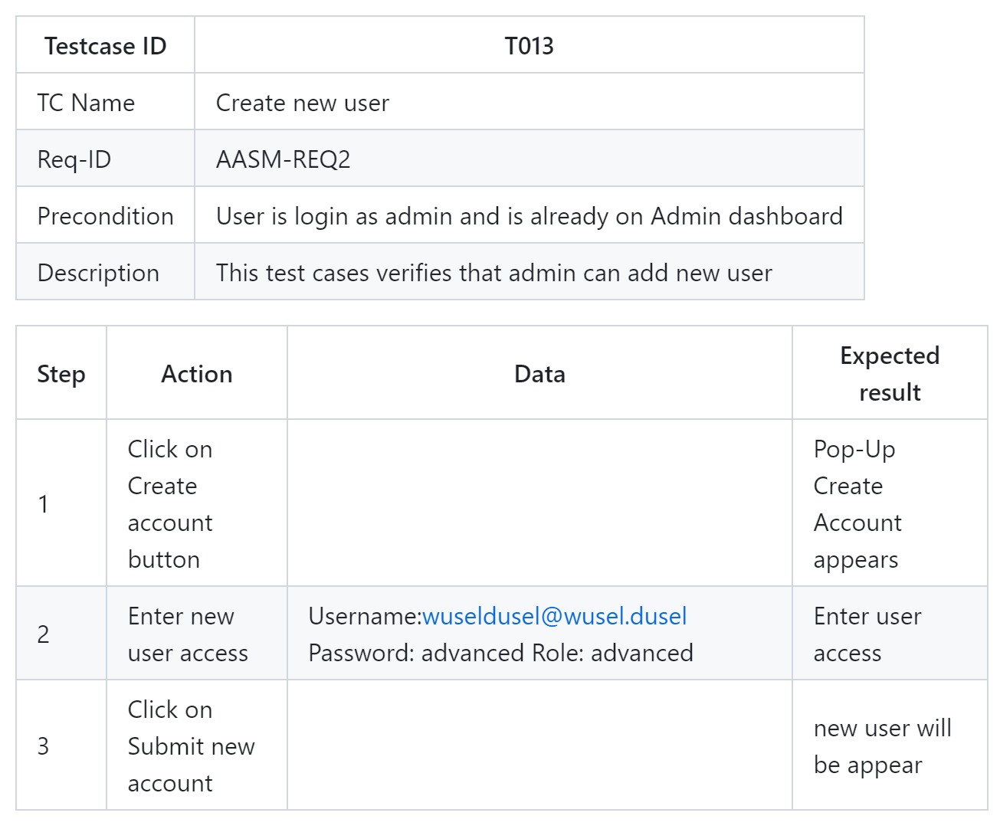 Testcase ID T013
TC Name Create new user
Req-ID AASM-REQ2
Precondition User is login as admin and is already on Admin dashboard
Description This test cases verifies that admin can add new user
Step Action Data Expected
result
1
Click on
Create
account
button
Pop-Up
Create
Account
appears
2
Enter new
user access
Username:wuseldusel@wusel.dusel
Password: advanced Role: advanced
Enter user
access
3
Click on
Submit new
account
new user will
be appear